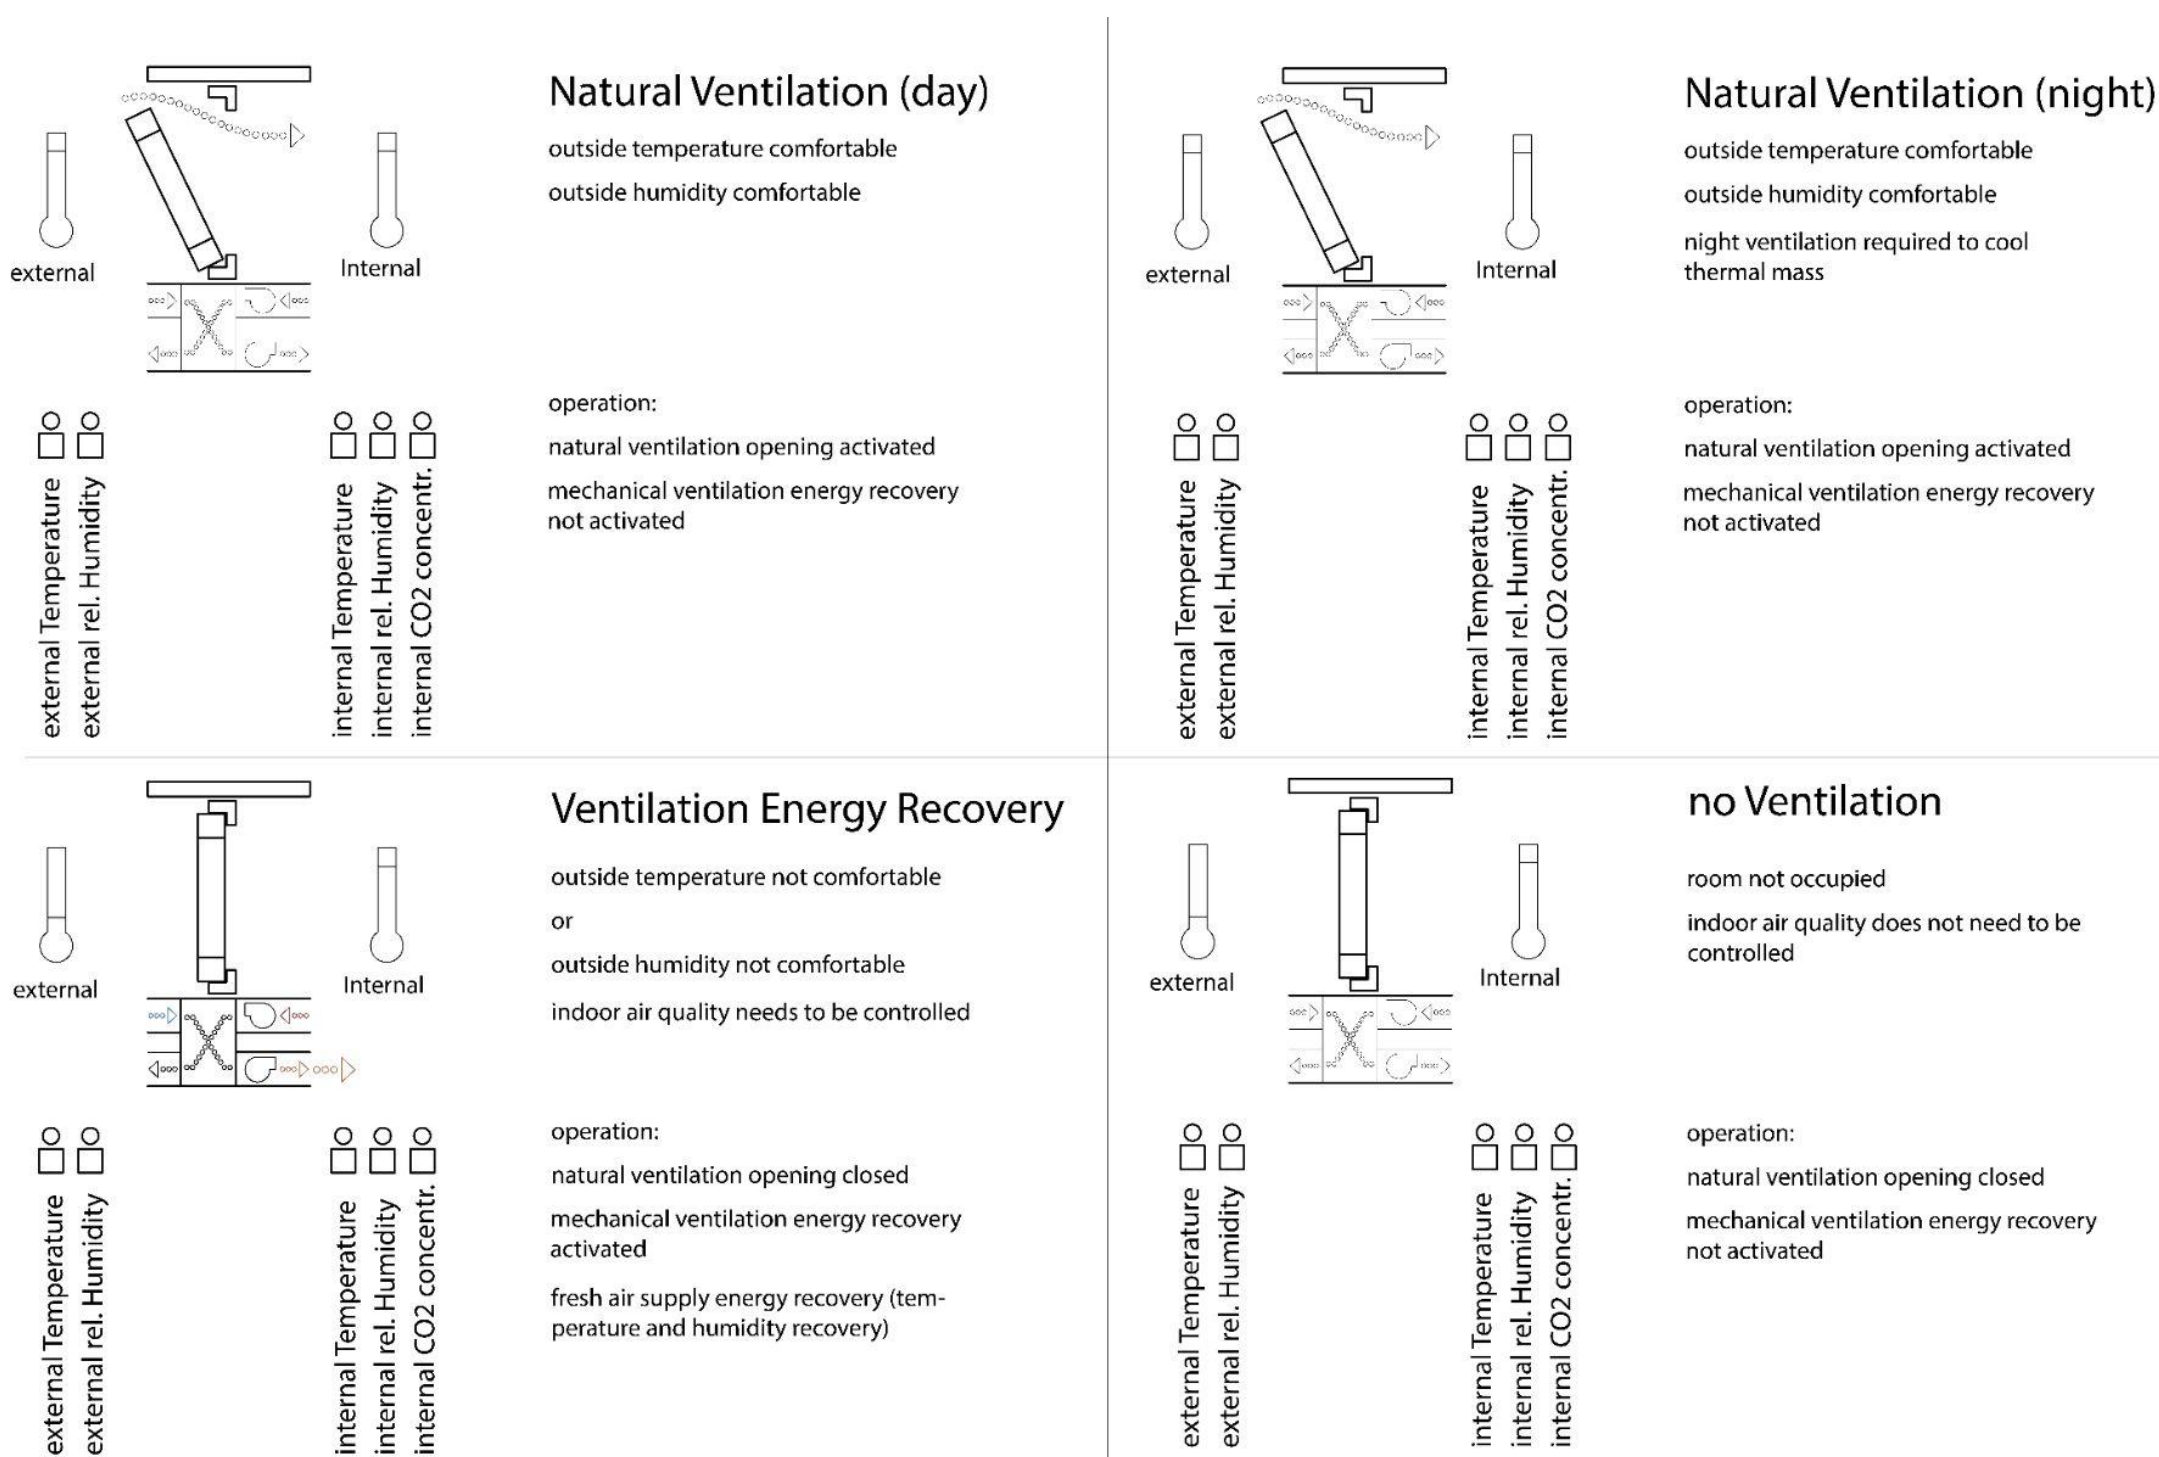 Natural Ventilation (day)
outside temperature comfortable
outside humidity comfortable
external
Internal
operation:
natural ventilation opening activated
mechanical ventilation energy recovery
not activated
external Temperature
external rel. Humidity
internal Temperature
internal rel. Humidity
internal CO2 concentr.
Natural Ventilation (night)
outside temperature comfortable
outside humidity comfortable
night ventilation required to cool
thermal mass
external
Internal
operation:
natural ventilation opening activated
mechanical ventilation energy recovery
not activated
external Temperature
external rel. Humidity
internal Temperature
internal rel. Humidity
internal CO2 concentr.
Ventilation Energy Recovery
outside temperature not comfortable
or
outside humidity not comfortable
indoor air quality needs to be controlled
external
Internal
operation:
natural ventilation opening closed
mechanical ventilation energy recovery
activated
fresh air supply energy recovery (tem-
perature and humidity recovery)
external Temperature
external rel. Humidity
internal Temperature
internal rel. Humidity
internal CO2 concentr.
no Ventilation
room not occupied
indoor air quality does not need to be
controlled
external
Internal
operation:
natural ventilation opening closed
mechanical ventilation energy recovery
not activated
external Temperature
external rel. Humidity
internal Temperature
internal rel. Humidity
internal CO2 concentr.